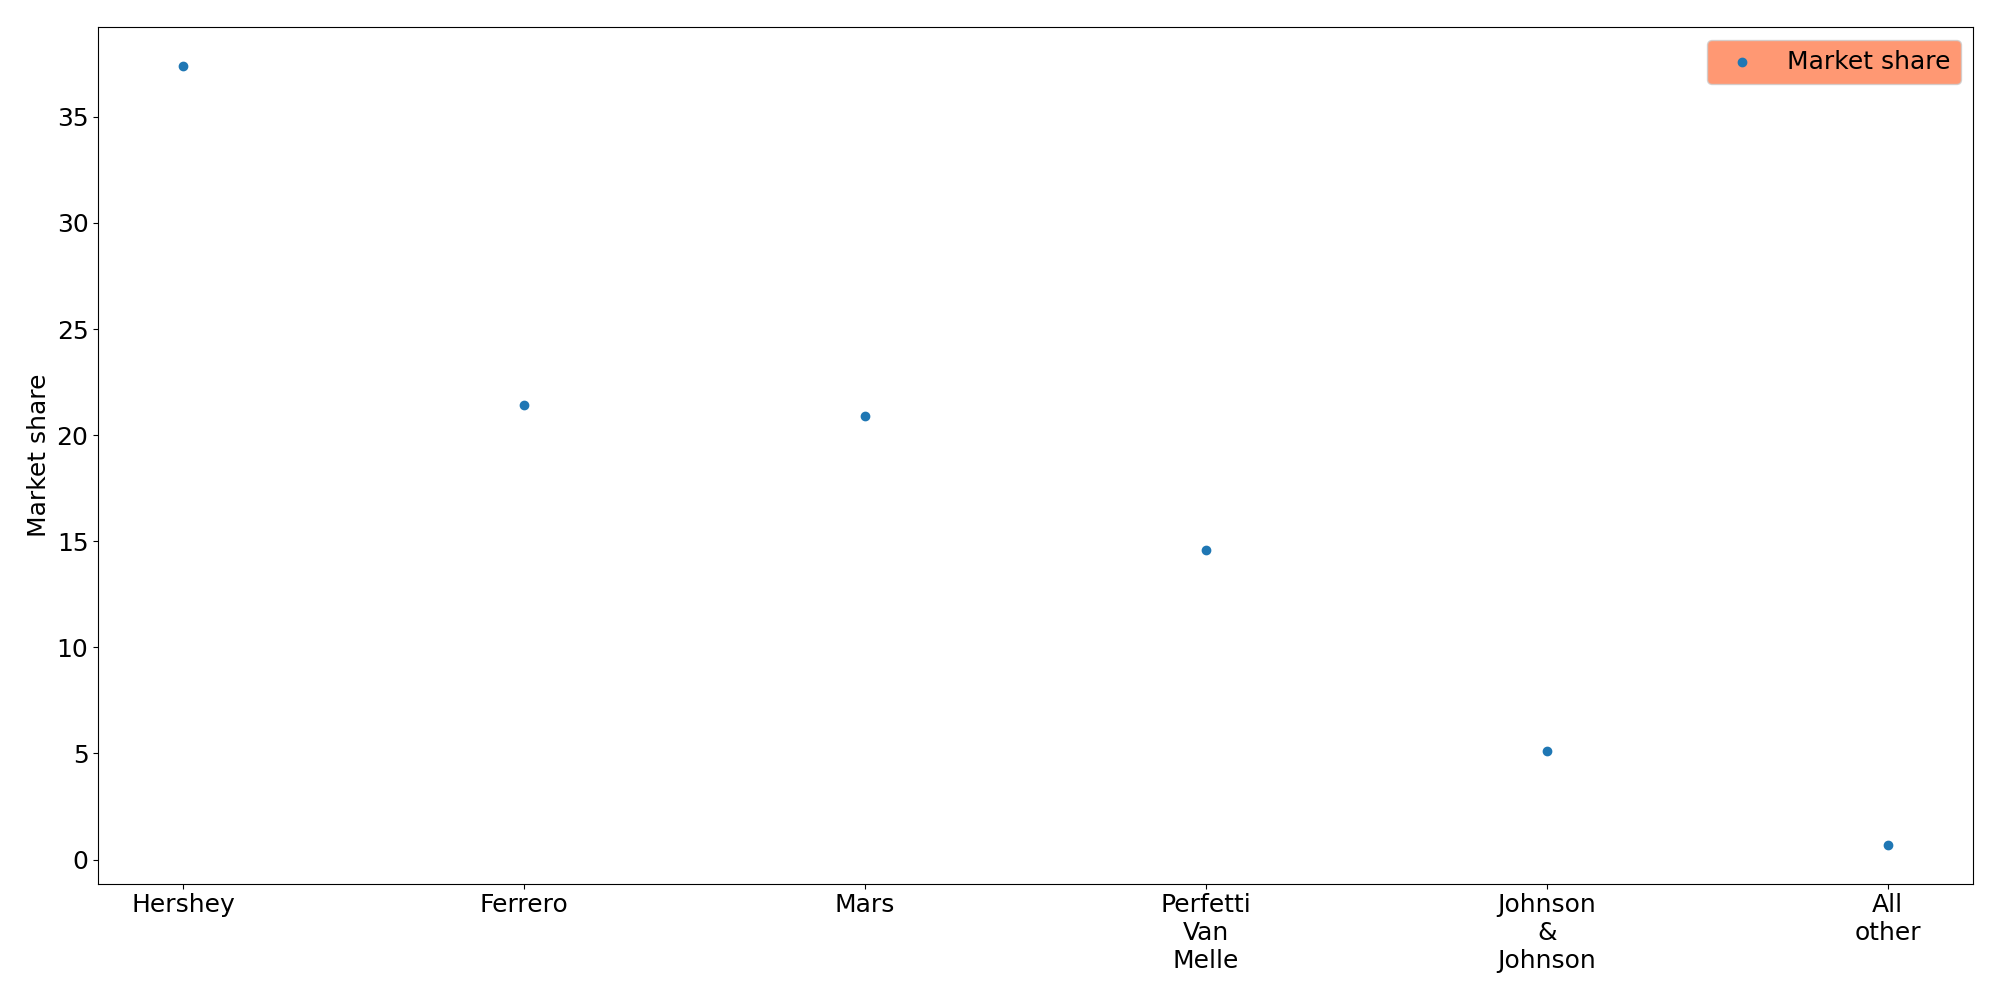 Market share
Market share
35
30
25
20
15
10
5
0
Hershey
Ferrero
Mars
Perfetti
Van
Melle
Johnson
&
Johnson
All
other